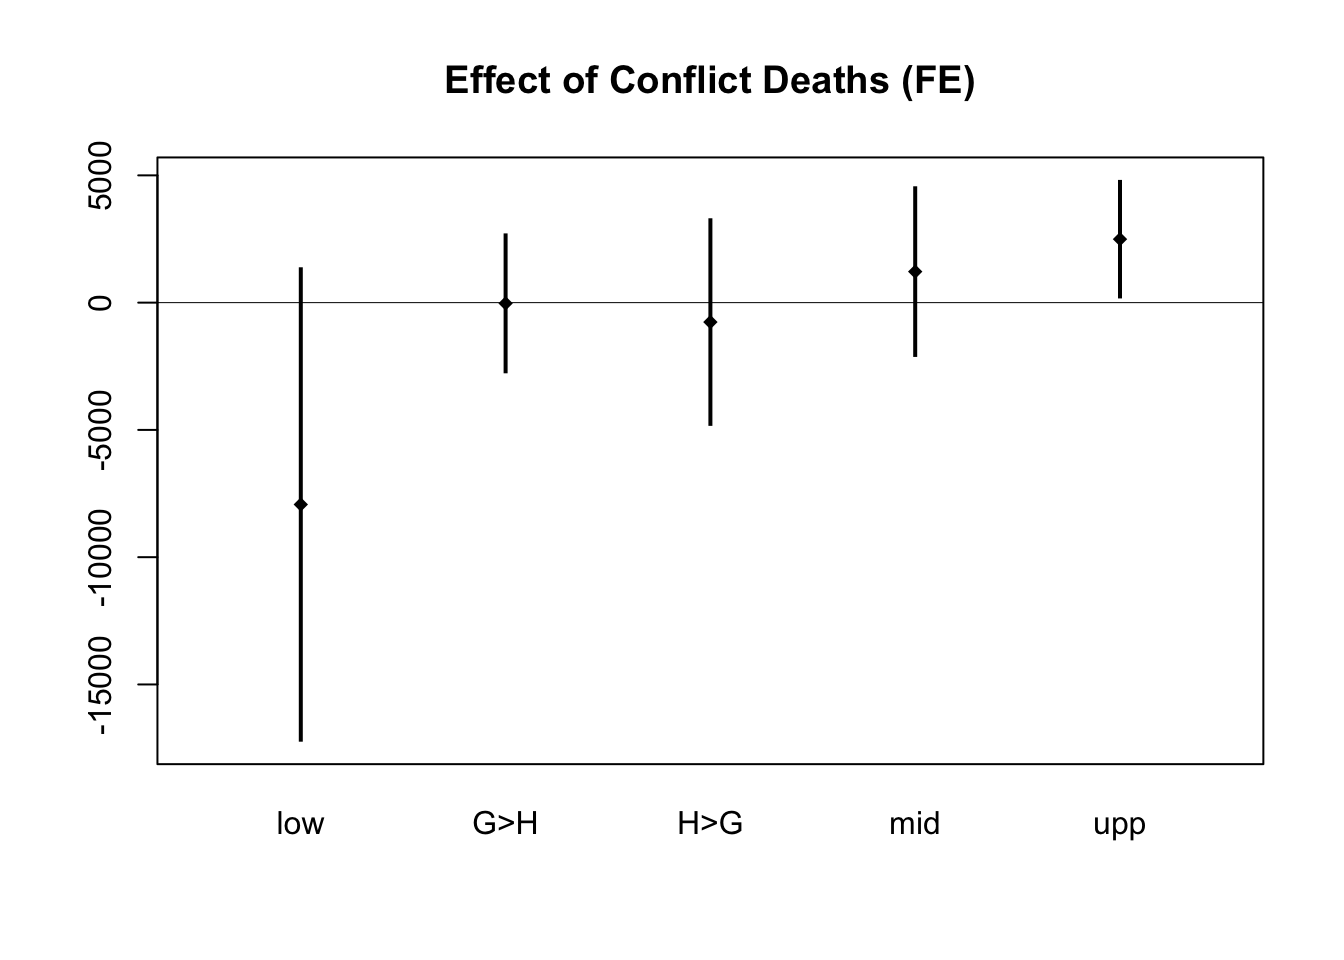 Effect of Conflict Deaths (FE)
5000
0
-5000
-10000
-15000
low G>H H>G mid upp